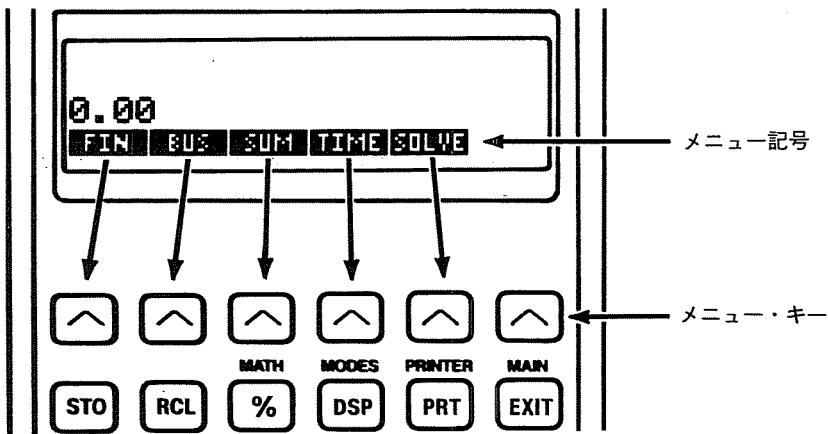 0.00
FIN BUS SUM TIME SOLVE
メニュー記号
メニュー・キー
MATH MODES PRINTER MAIN
STO RCL % DSP PRT EXIT